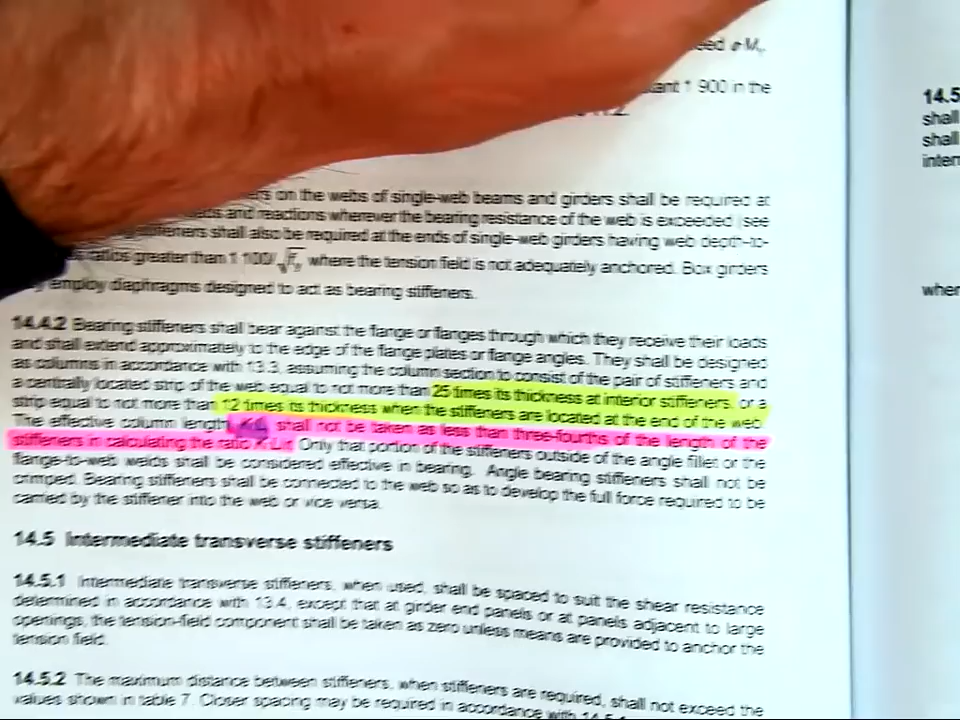 1 900 in the
14.5
shall
shall
on the webs of single-web beams and girders shall be required at
and reactions wherever the bearing resistance of the web is exceeded (see
shall also be required at the ends of single-web girders having web depth-to-
ratios greater than 1 100/√Fy where the tension field is not adequately anchored. Box girders
employ diaphragms designed to act as bearing stiffeners.
when
14.4.2 Bearing stiffeners shall bear against the flange or flanges through which they receive their loads
and shall extend approximately to the edge of the flange plates or flange angles. They shall be designed
as columns in accordance with 13.3, assuming the column section to consist of the pair of stiffeners and
a centrally located strip of the web equal to not more than 25 times its thickness at interior stiffeners, or a
strip equal to not more than 12 times its thickness when the stiffeners are located at the end of the web.
The effective column length, KL, shall not be taken as less than three-fourths of the length of the
stiffeners in calculating the ratio KL/r. Only that portion of the stiffeners outside of the angle fillet or the
flange-to-web welds shall be considered effective in bearing. Angle bearing stiffeners shall not be
crimped. Bearing stiffeners shall be connected to the web so as to develop the full force required to be
carried by the stiffener into the web or vice versa.
14.5 Intermediate transverse stiffeners
14.5.1 Intermediate transverse stiffeners, when used, shall be spaced to suit the shear resistance
determined in accordance with 13.4, except that at girder end panels or at panels adjacent to large
openings, the tension-field component shall be taken as zero unless means are provided to anchor the
tension field.
14.5.2 The maximum distance between stiffeners, when stiffeners are required, shall not exceed the
values shown in table 7. Closer spacing may be required in accordance with 14.5.1